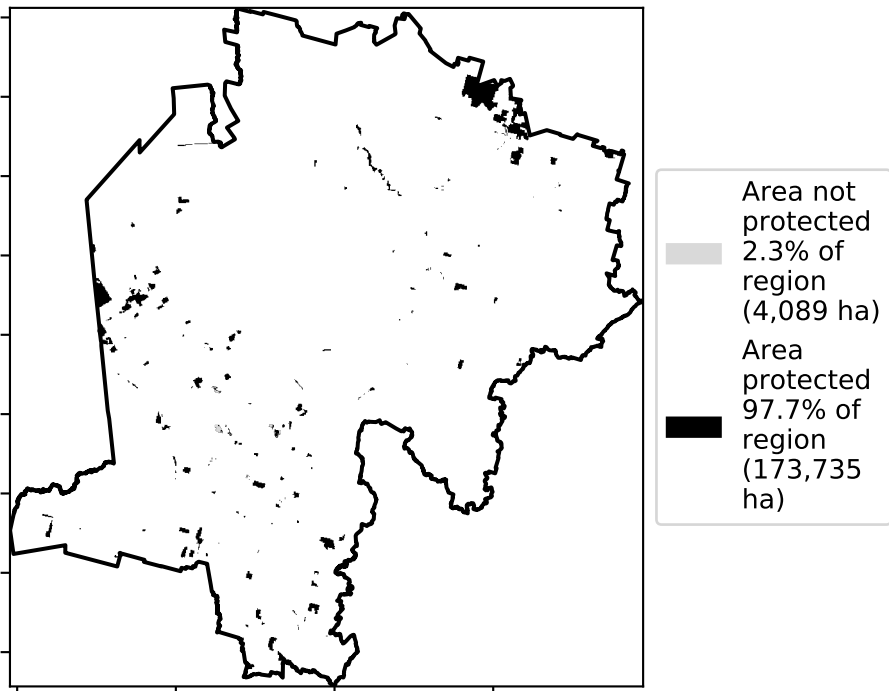 Area not
protected
2.3% of
region
(4,089 ha)
Area
protected
97.7% of
region
(173,735
ha)